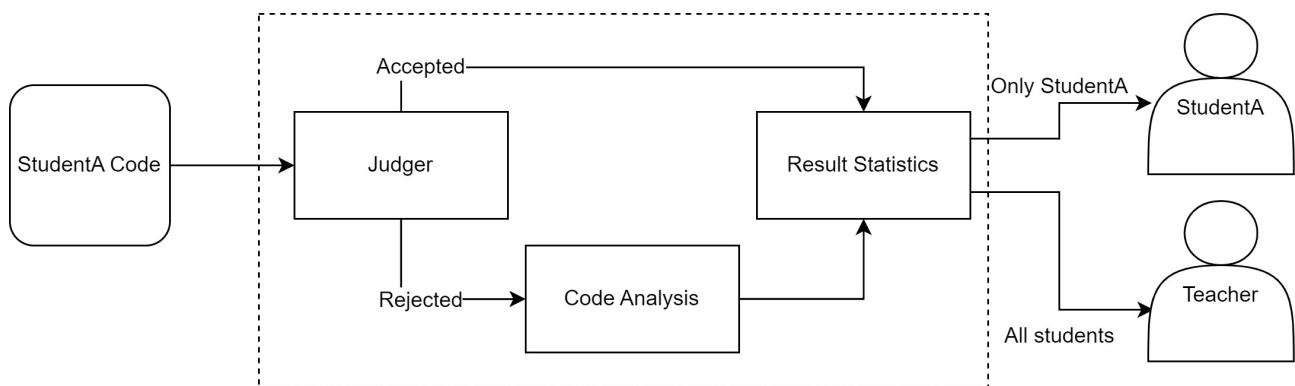 Accepted
Only StudentA
StudentA
StudentA Code
Judger
Result Statistics
Rejected
Code Analysis
Teacher
All students